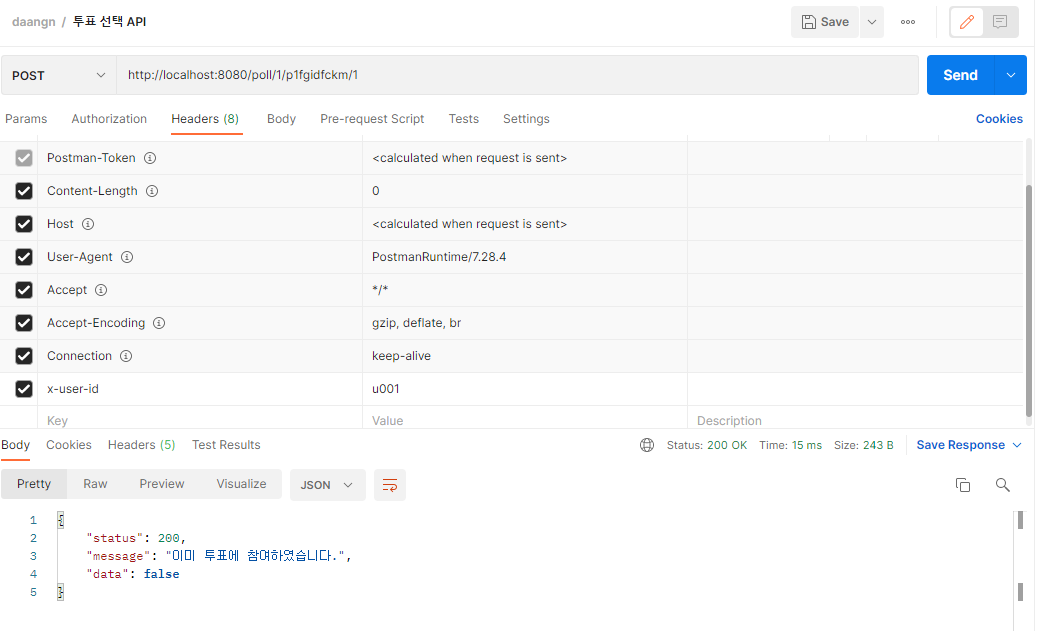 daangn / 투표 선택 API
Save
POST
http://localhost:8080/poll/1/p1fgidfckm/1
Send
Params Authorization Headers (8) Body Pre-request Script Tests Settings Cookies
Postman-Token <calculated when request is sent>
Content-Length 0
Host <calculated when request is sent>
User-Agent PostmanRuntime/7.28.4
Accept */*
Accept-Encoding gzip, deflate, br
Connection keep-alive
x-user-id u001
Key Value Description
Body Cookies Headers (5) Test Results Status: 200 OK Time: 15 ms Size: 243 B Save Response
Pretty Raw Preview Visualize JSON
1 {
2 "status": 200,
3 "message": "이미 투표에 참여하였습니다.",
4 "data": false
5 }